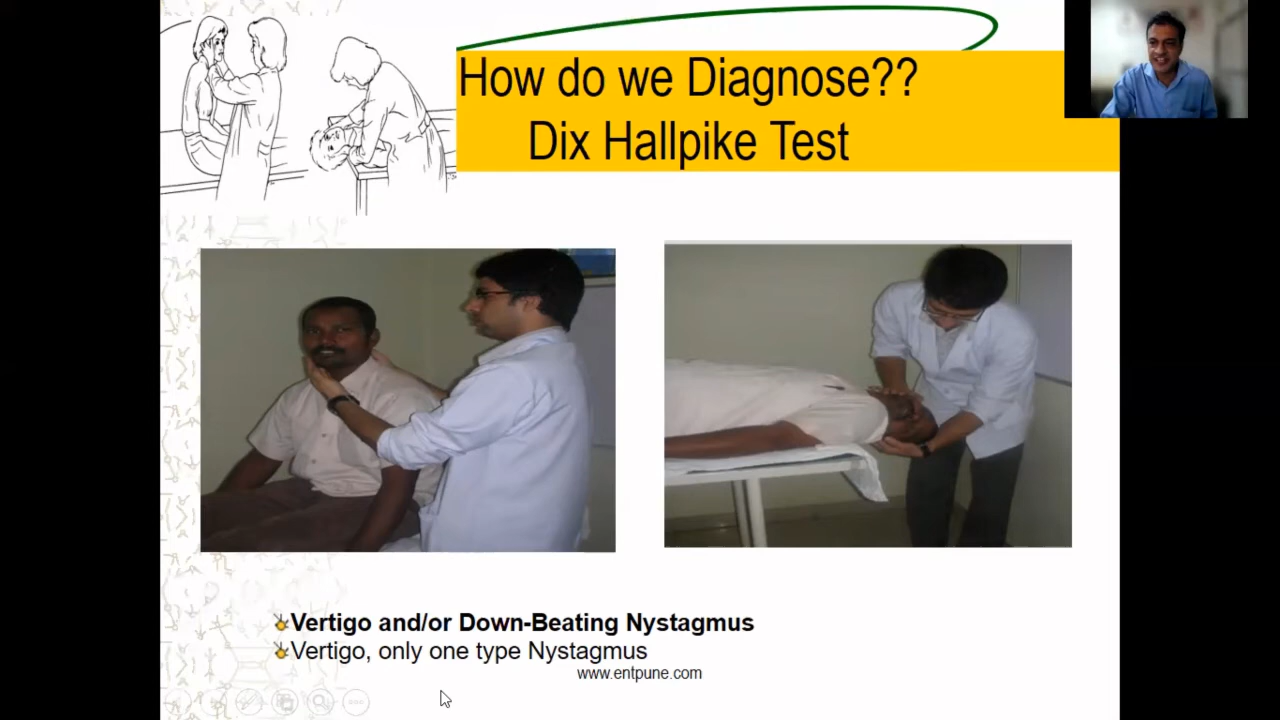 How do we Diagnose??
Dix Hallpike Test
Vertigo and/or Down-Beating Nystagmus
Vertigo, only one type Nystagmus
www.entpune.com